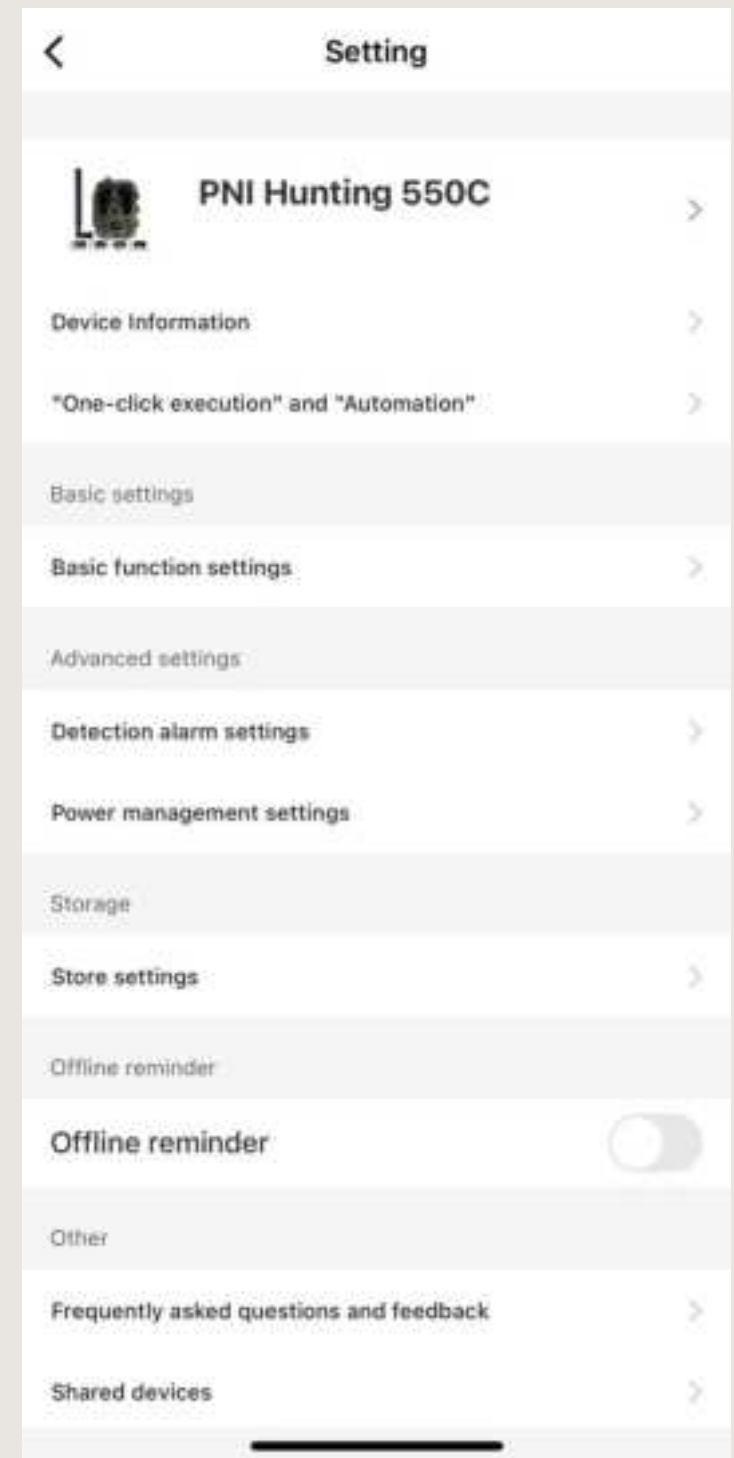 Setting
PNI Hunting 550C
Device Information
"One-click execution" and "Automation"
Basic settings
Basic function settings
Advanced settings
Detection alarm settings
Power management settings
Storage
Store settings
Offline reminder
Offline reminder
Other
Frequently asked questions and feedback
Shared devices